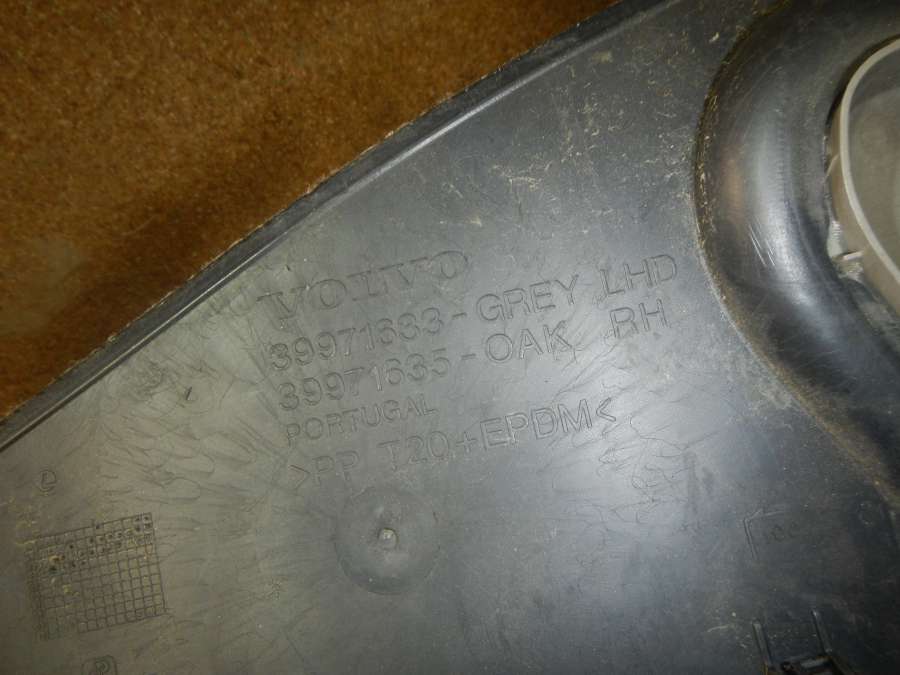 VOLVO
39971633-GREY LHD
39971635-OAK RH
PORTUGAL
>PP T20+EPDM<